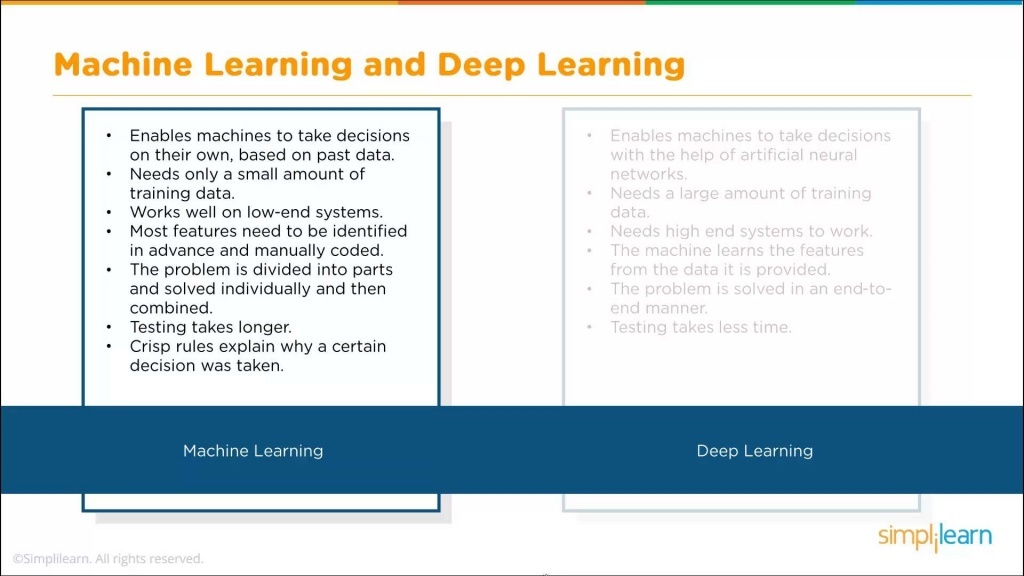 Machine Learning and Deep Learning
• Enables machines to take decisions
on their own, based on past data.
• Needs only a small amount of
training data.
• Works well on low-end systems.
• Most features need to be identified
in advance and manually coded.
• The problem is divided into parts
and solved individually and then
combined.
• Testing takes longer.
• Crisp rules explain why a certain
decision was taken.
Machine Learning
• Enables machines to take decisions
with the help of artificial neural
networks.
• Needs a large amount of training
data.
• Needs high end systems to work.
• The machine learns the features
from the data it is provided.
• The problem is solved in an end-to-
end manner.
• Testing takes less time.
Deep Learning
simplilearn
©Simplilearn. All rights reserved.